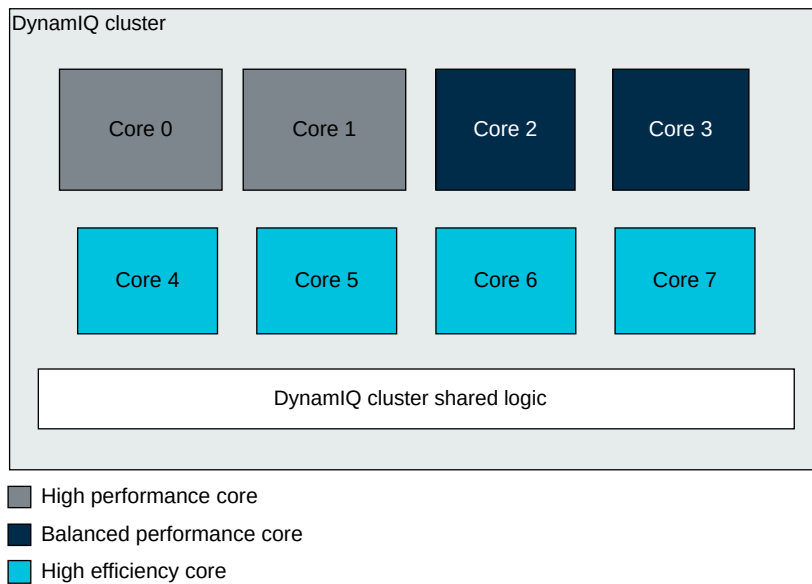 DynamIQ cluster
Core 0
Core 1
Core 2
Core 3
Core 4
Core 5
Core 6
Core 7
DynamIQ cluster shared logic
High performance core
Balanced performance core
High efficiency core